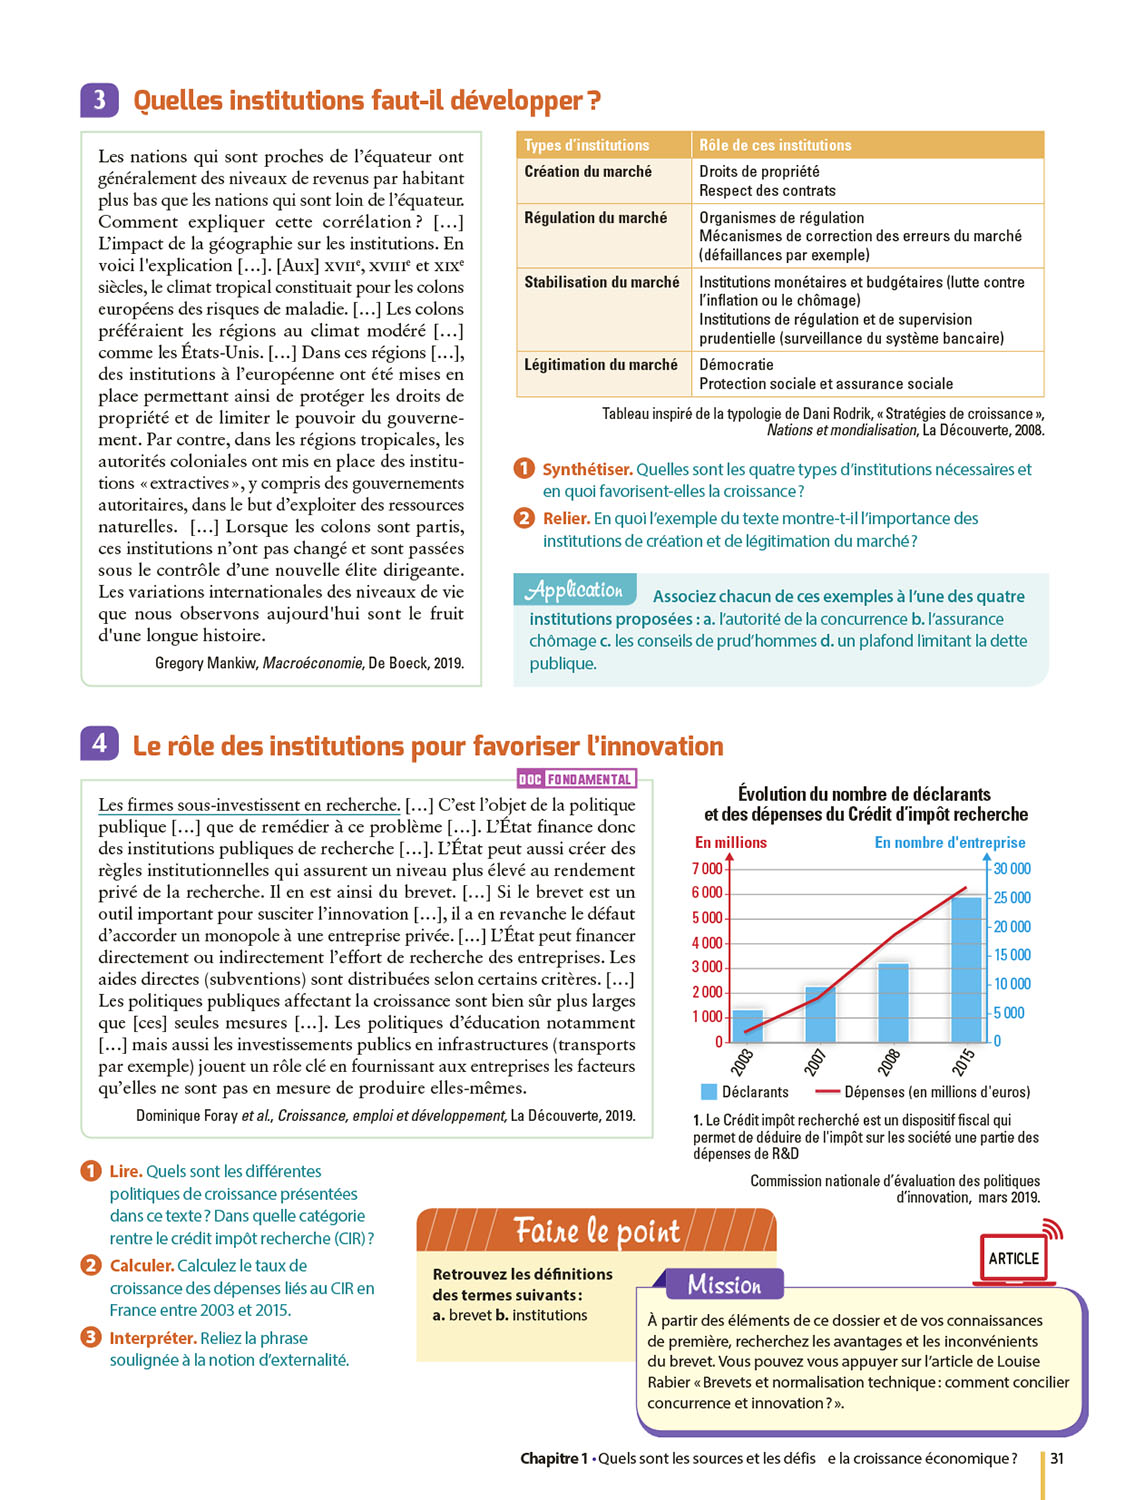 3 Quelles institutions faut-il développer ?
Les nations qui sont proches de l'équateur ont
généralement des niveaux de revenus par habitant
plus bas que les nations qui sont loin de l'équateur.
Comment expliquer cette corrélation ? […]
L'impact de la géographie sur les institutions. En
voici l'explication […]. [Aux] XVIIe, XVIIIe et XIXe
siècles, le climat tropical constituait pour les colons
européens des risques de maladie. […] Les colons
préféraient les régions au climat modéré […]
comme les États-Unis. […] Dans ces régions […],
des institutions à l'européenne ont été mises en
place permettant ainsi de protéger les droits de
propriété et de limiter le pouvoir du gouverne-
ment. Par contre, dans les régions tropicales, les
autorités coloniales ont mis en place des institu-
tions « extractives », y compris des gouvernements
autoritaires, dans le but d'exploiter des ressources
naturelles. […] Lorsque les colons sont partis,
ces institutions n'ont pas changé et sont passées
sous le contrôle d'une nouvelle élite dirigeante.
Les variations internationales des niveaux de vie
que nous observons aujourd'hui sont le fruit
d'une longue histoire.
Gregory Mankiw, Macroéconomie, De Boeck, 2019.
Types d'institutions Rôle de ces institutions
Création du marché Droits de propriété
Respect des contrats
Régulation du marché Organismes de régulation
Mécanismes de correction des erreurs du marché
(défaillances par exemple)
Stabilisation du marché Institutions monétaires et budgétaires (lutte contre
l'inflation ou le chômage)
Institutions de régulation et de supervision
prudentielle (surveillance du système bancaire)
Légitimation du marché Démocratie
Protection sociale et assurance sociale
Tableau inspiré de la typologie de Dani Rodrik, « Stratégies de croissance »,
Nations et mondialisation, La Découverte, 2008.
1 Synthétiser. Quelles sont les quatre types d'institutions nécessaires et
en quoi favorisent-elles la croissance ?
2 Relier. En quoi l'exemple du texte montre-t-il l'importance des
institutions de création et de légitimation du marché ?
Application Associez chacun de ces exemples à l'une des quatre
institutions proposées : a. l'autorité de la concurrence b. l'assurance
chômage c. les conseils de prud'hommes d. un plafond limitant la dette
publique.
4 Le rôle des institutions pour favoriser l'innovation
DOC FONDAMENTAL
Les firmes sous-investissent en recherche. […] C'est l'objet de la politique
publique […] que de remédier à ce problème […]. L'État finance donc
des institutions publiques de recherche […]. L'État peut aussi créer des
règles institutionnelles qui assurent un niveau plus élevé au rendement
privé de la recherche. Il en est ainsi du brevet. […] Si le brevet est un
outil important pour susciter l'innovation […], il a en revanche le défaut
d'accorder un monopole à une entreprise privée. […] L'État peut financer
directement ou indirectement l'effort de recherche des entreprises. Les
aides directes (subventions) sont distribuées selon certains critères. […]
Les politiques publiques affectant la croissance sont bien sûr plus larges
que [ces] seules mesures […]. Les politiques d'éducation notamment
[…] mais aussi les investissements publics en infrastructures (transports
par exemple) jouent un rôle clé en fournissant aux entreprises les facteurs
qu'elles ne sont pas en mesure de produire elles-mêmes.
Dominique Foray et al., Croissance, emploi et développement, La Découverte, 2019.
Évolution du nombre de déclarants
et des dépenses du Crédit d'impôt recherche
En millions En nombre d'entreprise
7 000 30 000
6 000 25 000
5 000 20 000
4 000 15 000
3 000
2 000 10 000
1 000 5 000
0 0
2003 2007 2008 2015
Déclarants Dépenses (en millions d'euros)
1. Le Crédit impôt recherché est un dispositif fiscal qui
permet de déduire de l'impôt sur les société une partie des
dépenses de R&D
Commission nationale d'évaluation des politiques
d'innovation, mars 2019.
1 Lire. Quels sont les différentes
politiques de croissance présentées
dans ce texte ? Dans quelle catégorie
rentre le crédit impôt recherche (CIR) ?
2 Calculer. Calculez le taux de
croissance des dépenses liés au CIR en
France entre 2003 et 2015.
3 Interpréter. Reliez la phrase
soulignée à la notion d'externalité.
Faire le point
Retrouvez les définitions
des termes suivants :
a. brevet b. institutions
ARTICLE
Mission
À partir des éléments de ce dossier et de vos connaissances
de première, recherchez les avantages et les inconvénients
du brevet. Vous pouvez vous appuyer sur l'article de Louise
Rabier « Brevets et normalisation technique : comment concilier
concurrence et innovation ? ».
Chapitre 1 • Quels sont les sources et les défis e la croissance économique ? 31